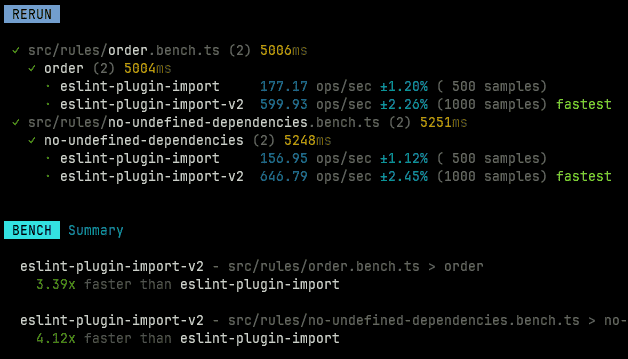 RERUN
✓ src/rules/order.bench.ts (2) 5006ms
✓ order (2) 5004ms
· eslint-plugin-import 177.17 ops/sec ±1.20% ( 500 samples)
· eslint-plugin-import-v2 599.93 ops/sec ±2.26% (1000 samples) fastest
✓ src/rules/no-undefined-dependencies.bench.ts (2) 5251ms
✓ no-undefined-dependencies (2) 5248ms
· eslint-plugin-import 156.95 ops/sec ±1.12% ( 500 samples)
· eslint-plugin-import-v2 646.79 ops/sec ±2.45% (1000 samples) fastest
BENCH Summary
eslint-plugin-import-v2 - src/rules/order.bench.ts > order
3.39x faster than eslint-plugin-import
eslint-plugin-import-v2 - src/rules/no-undefined-dependencies.bench.ts > no-
4.12x faster than eslint-plugin-import